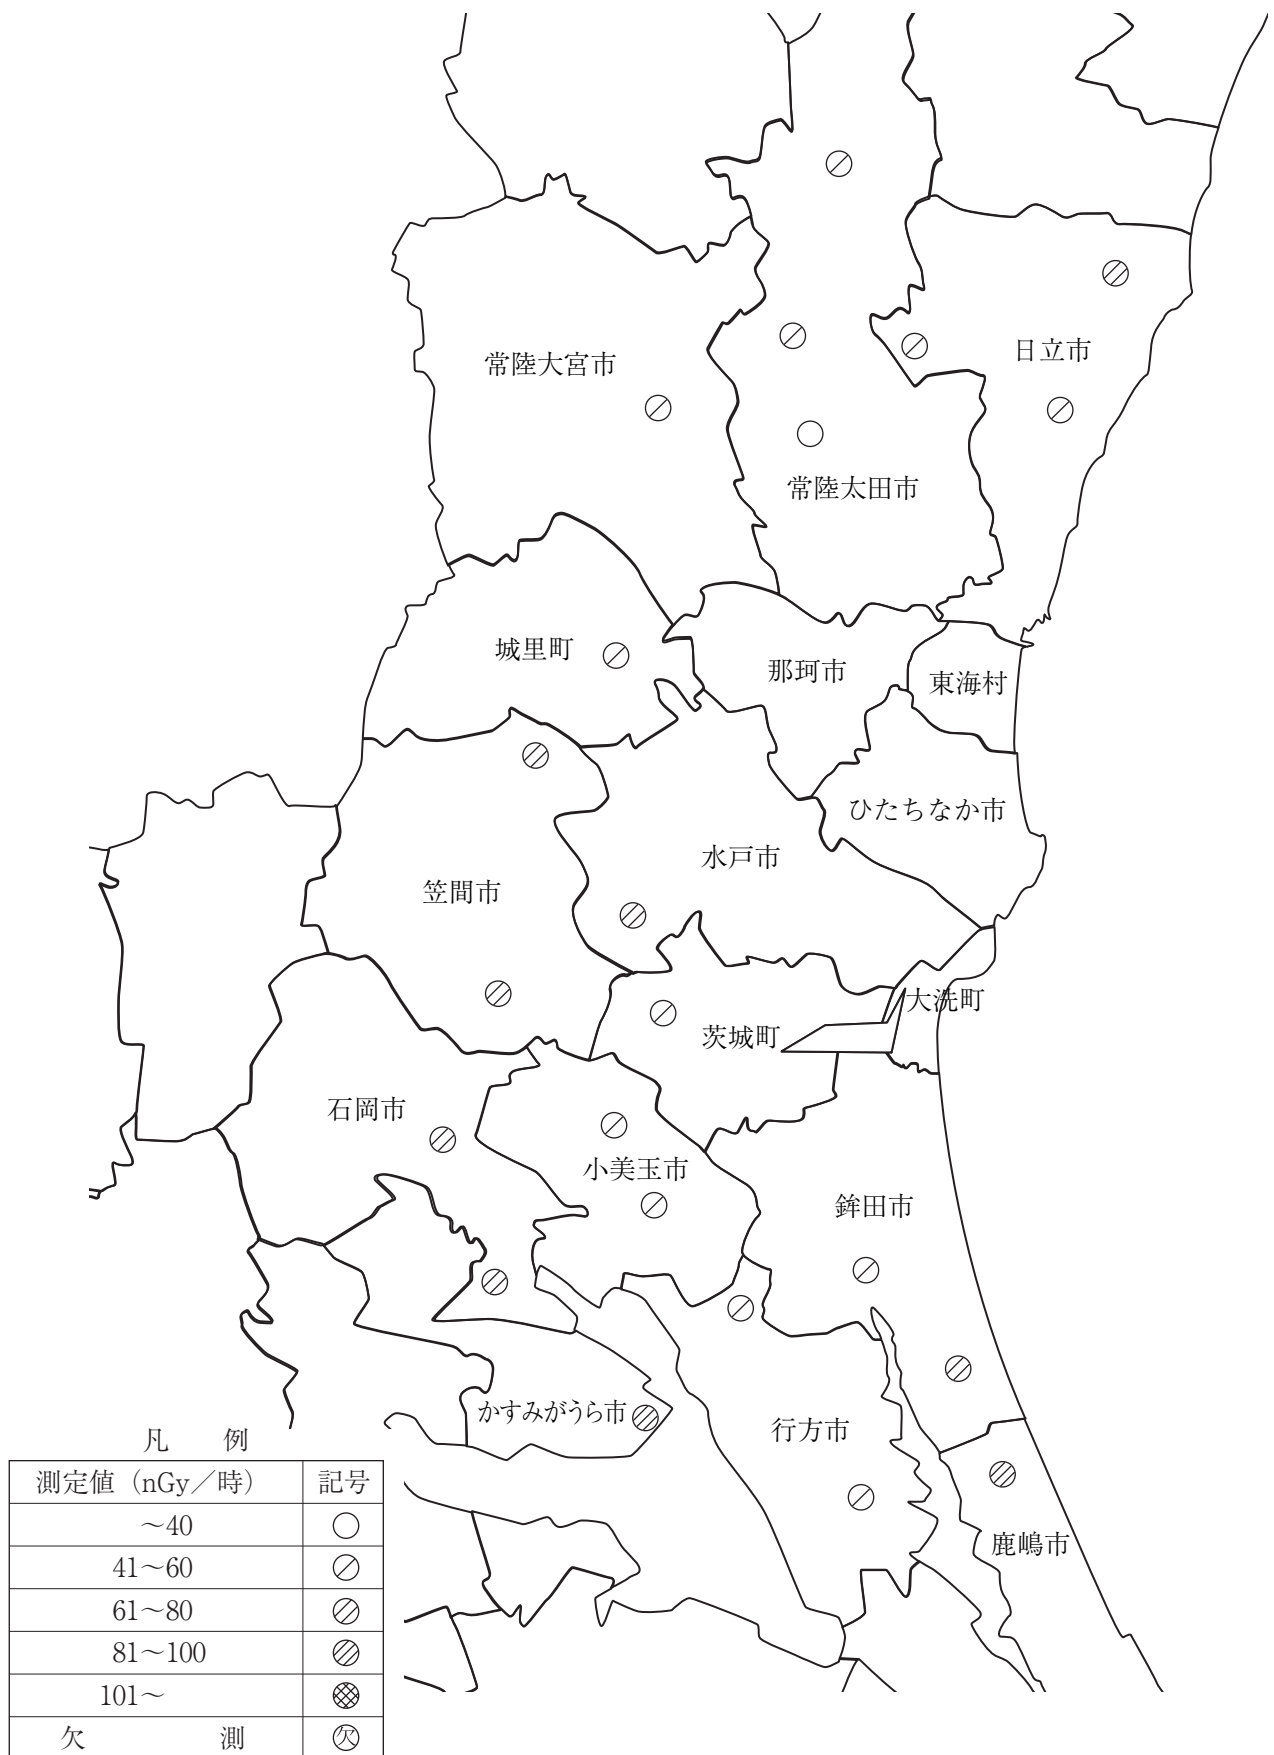 日立市
常陸大宮市
常陸太田市
城里町
那珂市
東海村
ひたちなか市
水戸市
笠間市
大洗町
茨城町
石岡市
小美玉市
鉾田市
かすみがうら市
行方市
鹿嶋市
凡 例
測定値（nGy／時） 記号
～40
41～60
61～80
81～100
101～
欠 測 欠